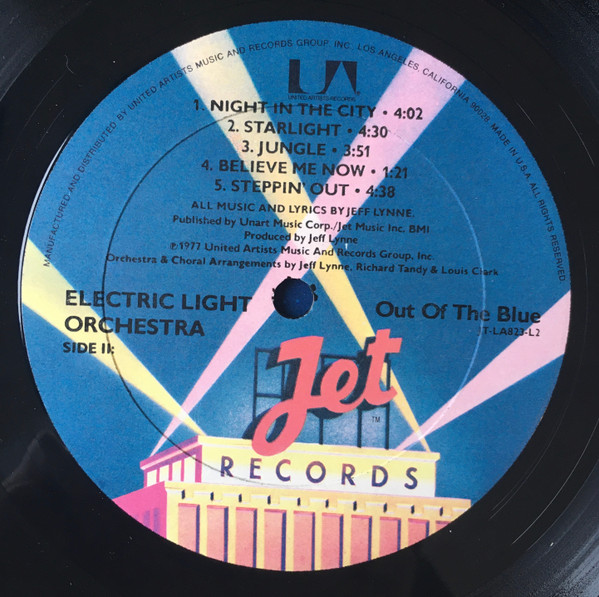 MANUFACTURED AND DISTRIBUTED BY UNITED ARTISTS MUSIC AND RECORDS GROUP, INC., LOS ANGELES, CALIFORNIA 90028 MADE IN U.S.A. ALL RIGHTS RESERVED
UA
UNITED ARTISTS RECORDS
1. NIGHT IN THE CITY • 4:02
2. STARLIGHT • 4:30
3. JUNGLE • 3:51
4. BELIEVE ME NOW • 1:21
5. STEPPIN' OUT • 4:38
ALL MUSIC AND LYRICS BY JEFF LYNNE.
Published by Unart Music Corp./Jet Music Inc. BMI
Produced by Jeff Lynne
℗1977 United Artists Music And Records Group, Inc.
Orchestra & Choral Arrangements by Jeff Lynne, Richard Tandy & Louis Clark
ELECTRIC LIGHT
ORCHESTRA
SIDE II:
Out Of The Blue
JT-LA823-L2
Jet
TM
RECORDS